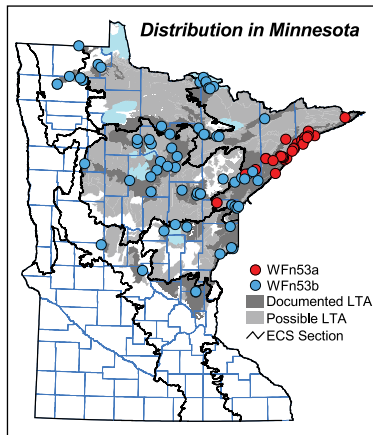 Distribution in Minnesota
WFn53a
WFn53b
Documented LTA
Possible LTA
ECS Section